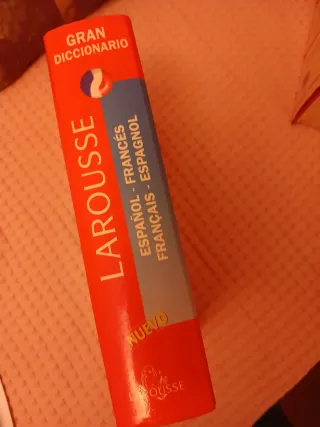 GRAN
DICCIONARIO
LAROUSSE
ESPAÑOL - FRANCÉS
FRANÇAIS - ESPAGNOL
NUEVO
LAROUSSE